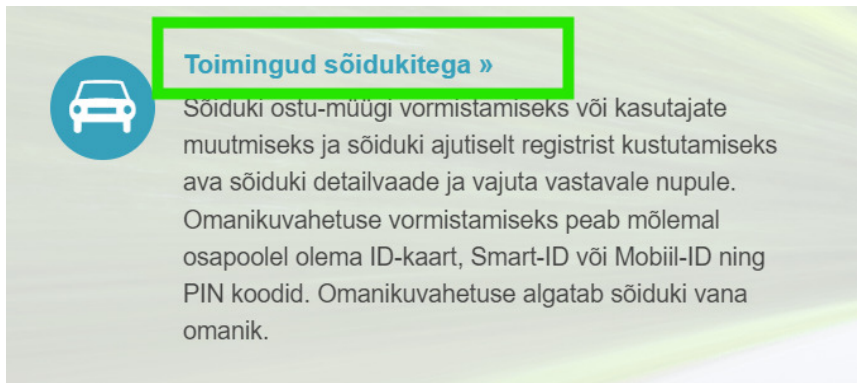 Toimingud sõidukitega »
Sõiduki ostu-müügi vormistamiseks või kasutajate
muutmiseks ja sõiduki ajutiselt registrist kustutamiseks
ava sõiduki detailvaade ja vajuta vastavale nupule.
Omanikuvahetuse vormistamiseks peab mõlemal
osapoolel olema ID-kaart, Smart-ID või Mobiil-ID ning
PIN koodid. Omanikuvahetuse algatab sõiduki vana
omanik.